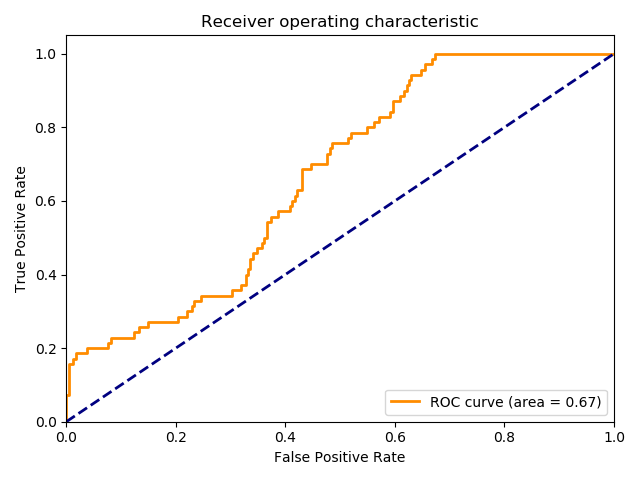 Receiver operating characteristic
1.0
0.8
0.6
0.4
0.2
0.0
True Positive Rate
ROC curve (area = 0.67)
0.0 0.2 0.4 0.6 0.8 1.0
False Positive Rate